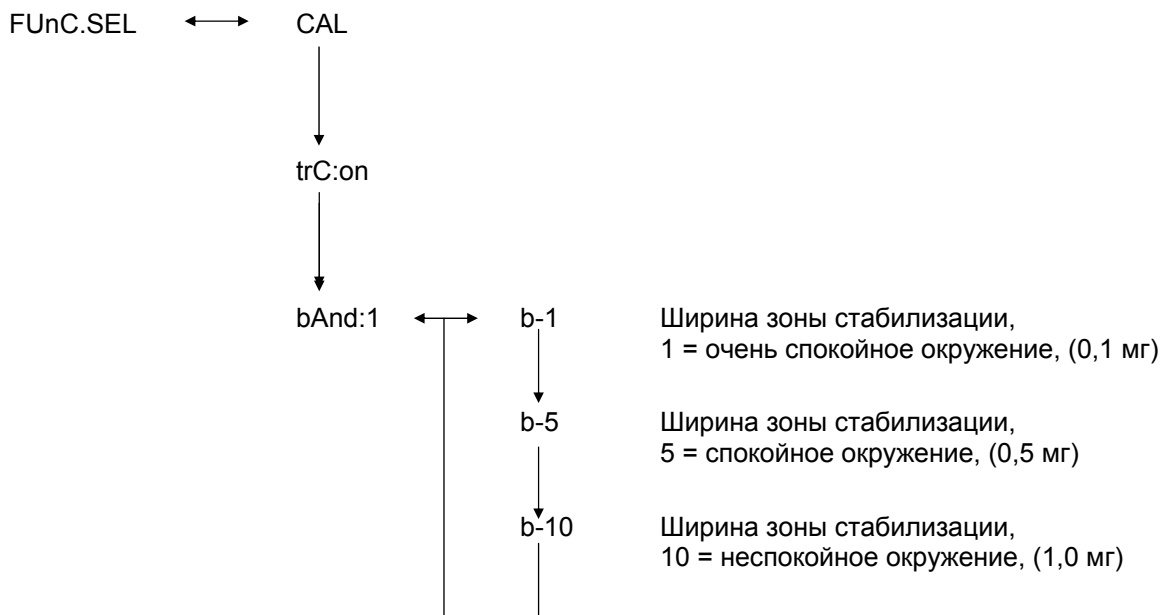 FUnC.SEL CAL
trC:on
bAnd:1 b-1 Ширина зоны стабилизации,
1 = очень спокойное окружение, (0,1 мг)
b-5 Ширина зоны стабилизации,
5 = спокойное окружение, (0,5 мг)
b-10 Ширина зоны стабилизации,
10 = неспокойное окружение, (1,0 мг)